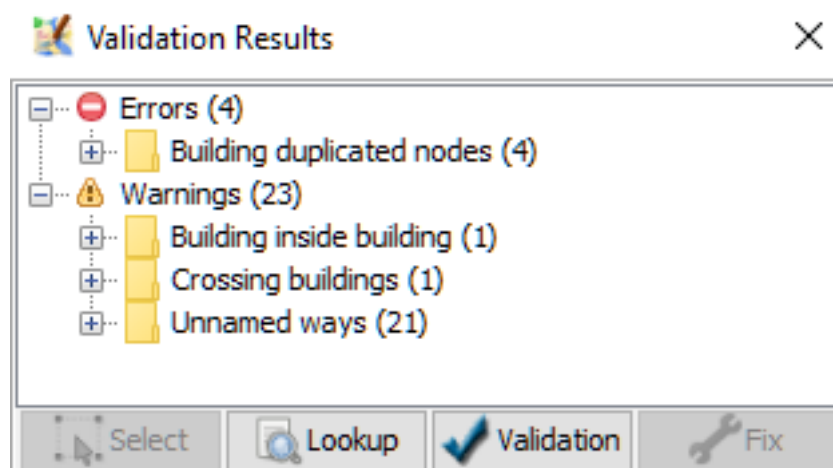 Validation Results
Errors (4)
Building duplicated nodes (4)
Warnings (23)
Building inside building (1)
Crossing buildings (1)
Unnamed ways (21)
Select Lookup Validation Fix